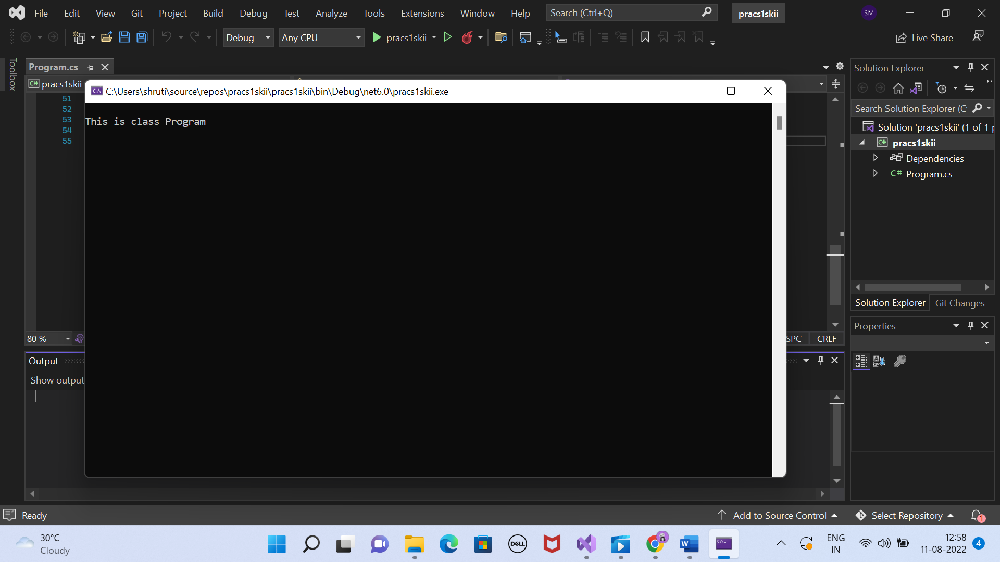 File Edit View Git Project Build Debug Test Analyze Tools Extensions Window Help Search (Ctrl+Q) pracs1skii SM
Debug Any CPU pracs1skii Live Share
Toolbox
Program.cs
pracs1skii
C:\Users\shruti\source\repos\pracs1skii\pracs1skii\bin\Debug\net6.0\pracs1skii.exe
This is class Program
51
52
53
54
55
80 %
SPC CRLF
Output
Show output
Solution Explorer
Search Solution Explorer (C
Solution 'pracs1skii' (1 of 1 p
C# pracs1skii
Dependencies
C# Program.cs
Solution Explorer Git Changes
Properties
Ready Add to Source Control Select Repository 1
30°C
Cloudy
DELL
ENG
IN
12:58
11-08-2022
4